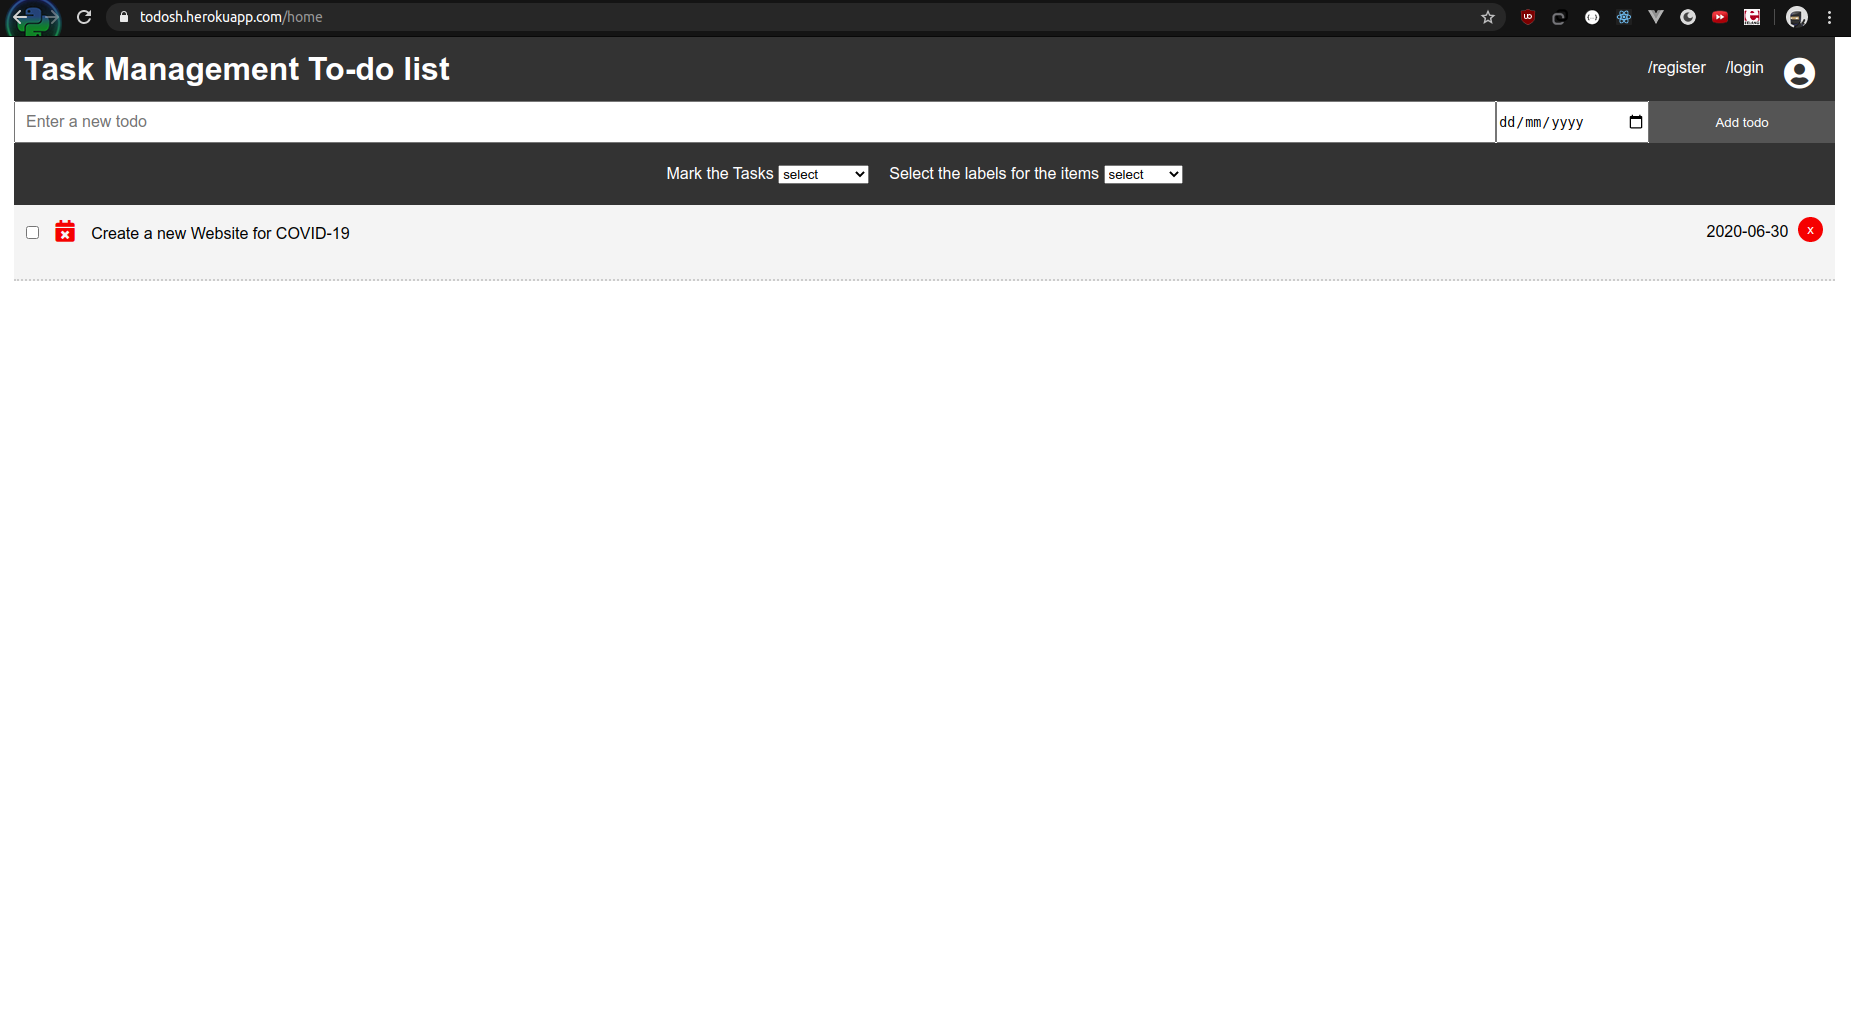 todosh.herokuapp.com/home
Task Management To-do list
/register /login
Enter a new todo dd/mm/yyyy Add todo
Mark the Tasks select Select the labels for the items select
Create a new Website for COVID-19 2020-06-30 x